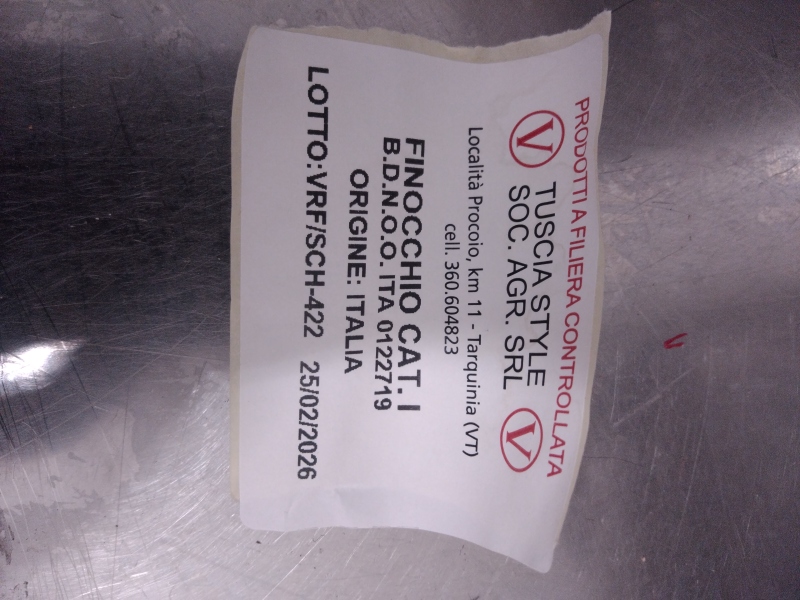 PRODOTTI A FILIERA CONTROLLATA
V TUSCIA STYLE V
SOC. AGR. SRL
Località Procoio, km 11 - Tarquinia (VT)
cell. 360.604823
FINOCCHIO CAT. I
B.D.N.O.O. ITA 0122719
ORIGINE: ITALIA
LOTTO:VRF/SCH-422 25/02/2026